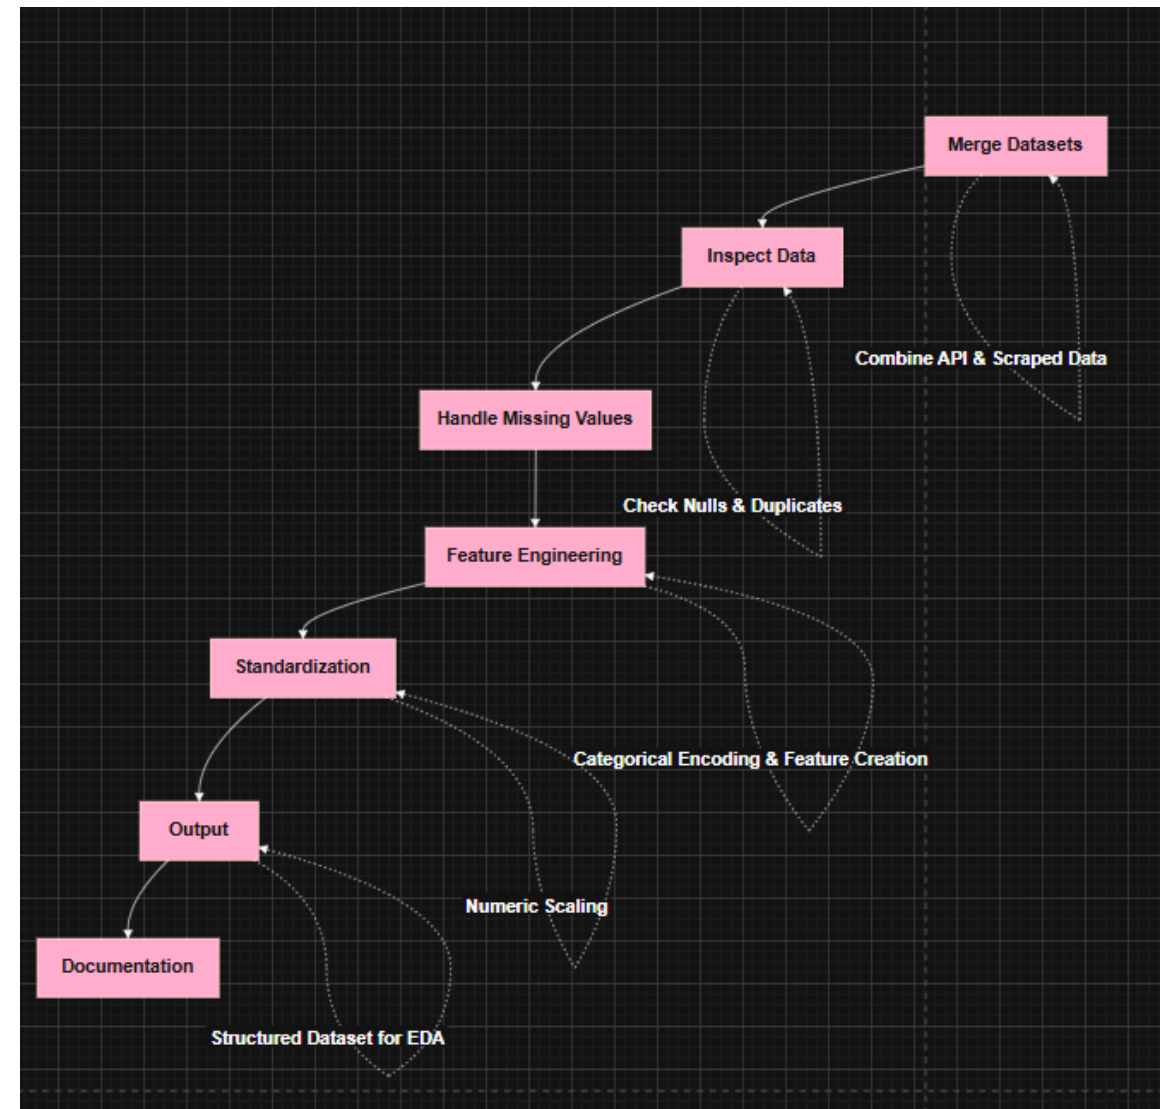 Merge Datasets
Inspect Data
Combine API & Scraped Data
Handle Missing Values
Check Nulls & Duplicates
Feature Engineering
Standardization
Categorical Encoding & Feature Creation
Output
Numeric Scaling
Documentation
Structured Dataset for EDA